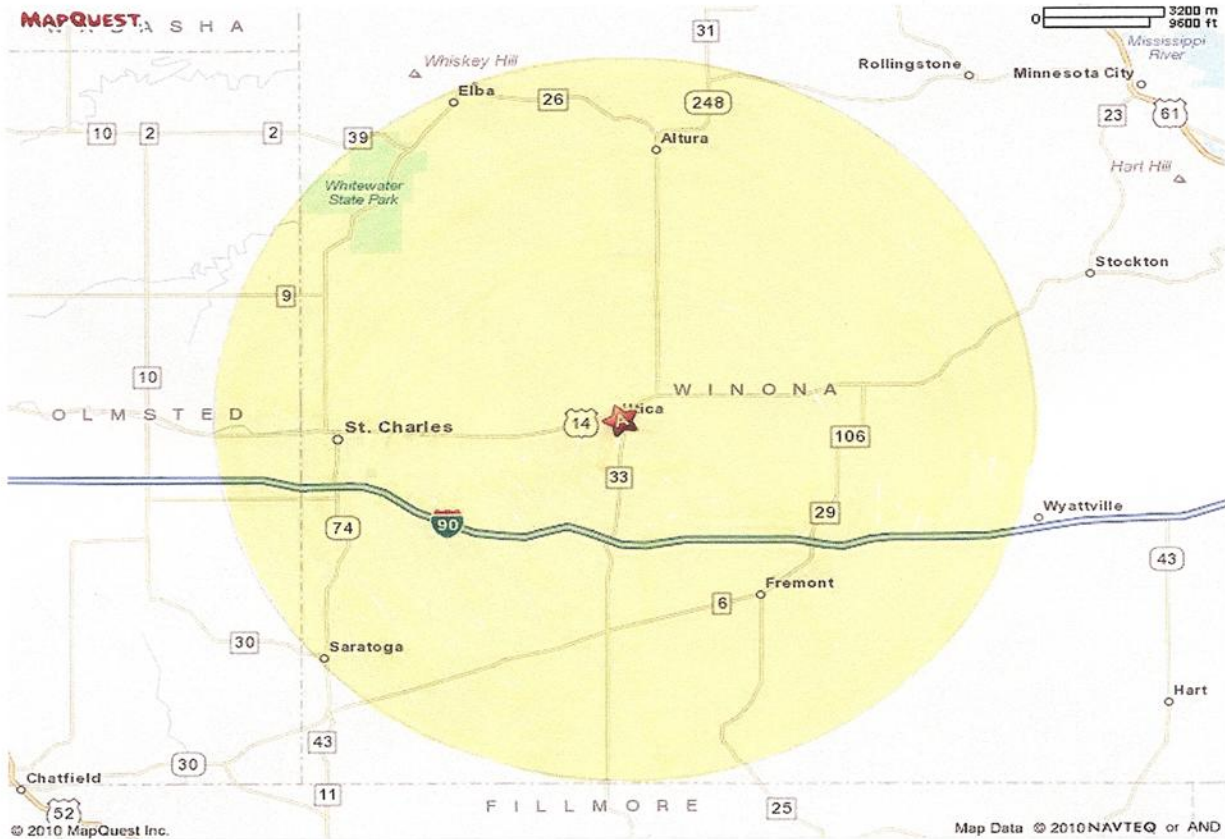 MAPQUEST
ASHA
31
0
3200 m
9600 ft
Mississippi
River
Whiskey Hill
Rollingstone
Minnesota City
Elba
26
248
23
61
10
2
2
39
Altura
Hart Hill
Whitewater
State Park
Stockton
9
10
WINONA
OLMSTED
A
tica
14
St. Charles
106
33
74
90
29
Wyattville
43
Fremont
6
30
Saratoga
Hart
43
30
Chatfield
11
52
FILLMORE
25
© 2010 MapQuest Inc.
Map Data © 2010 NAVTEQ or AND